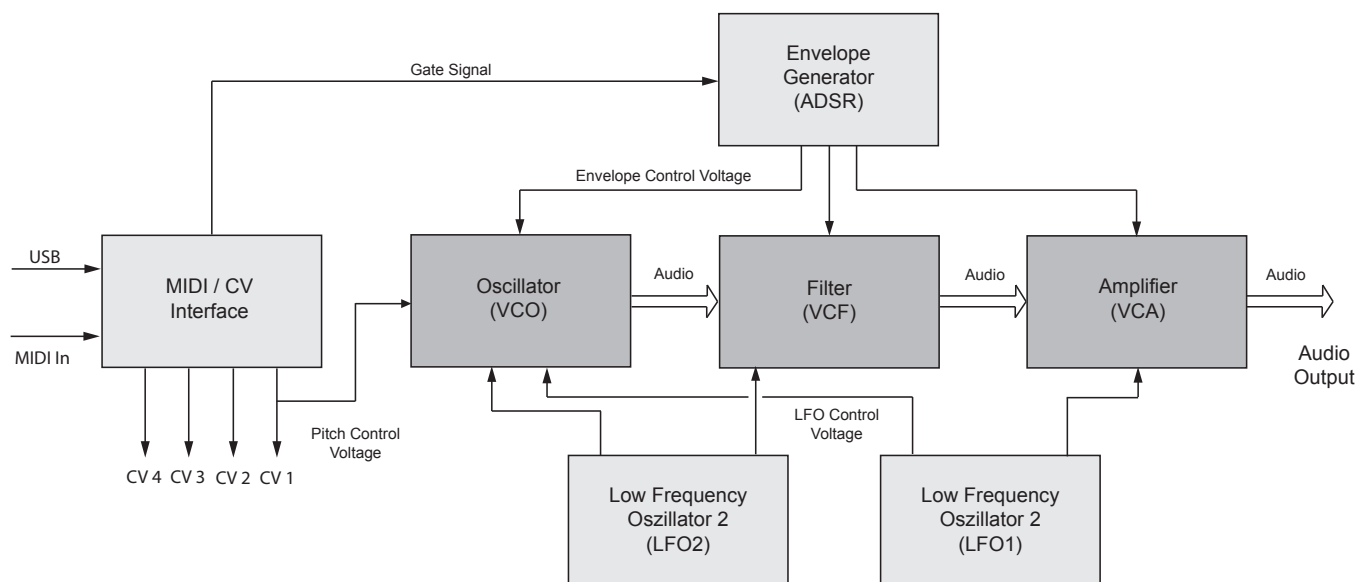 Envelope
Generator
(ADSR)
Gate Signal
Envelope Control Voltage
USB
MIDI In
MIDI / CV
Interface
Oscillator
(VCO)
Audio
Filter
(VCF)
Audio
Amplifier
(VCA)
Audio
Audio
Output
Pitch Control
Voltage
CV 4
CV 3
CV 2
CV 1
LFO Control
Voltage
Low Frequency
Oszillator 2
(LFO2)
Low Frequency
Oszillator 2
(LFO1)